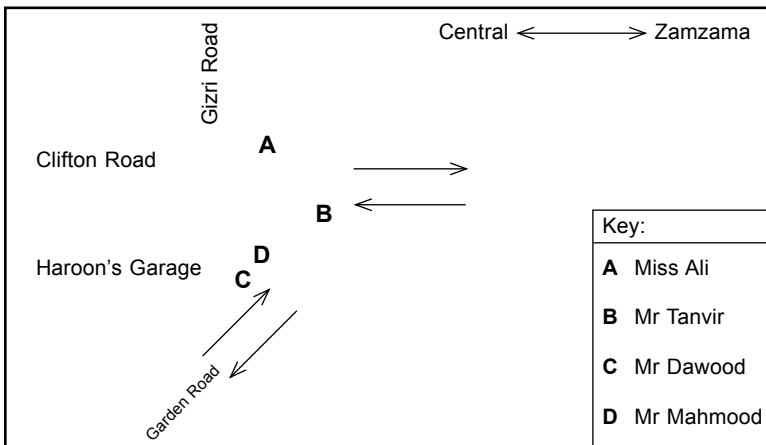 Central Zamzama
Gizri Road
A
Clifton Road
B
D
Haroon's Garage
C
Garden Road
Key:
A Miss Ali
B Mr Tanvir
C Mr Dawood
D Mr Mahmood